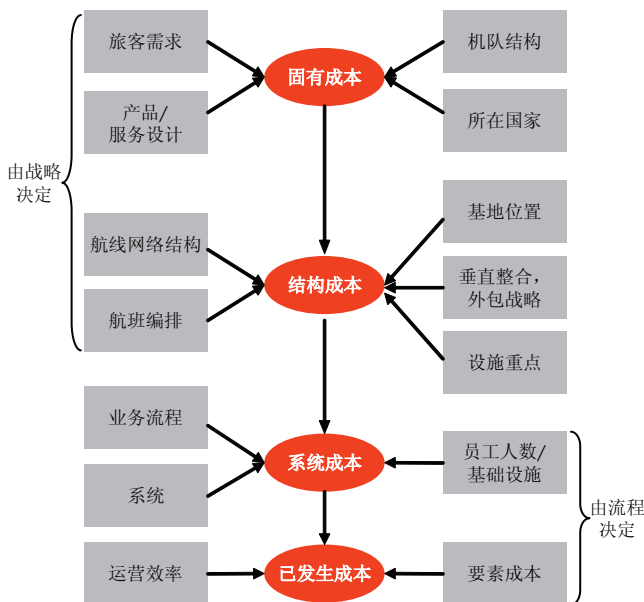 旅客需求
机队结构
固有成本
产品/
服务设计
所在国家
由战略
决定
航线网络结构
基地位置
结构成本
垂直整合，
外包战略
航班编排
设施重点
业务流程
系统成本
员工人数/
基础设施
系统
由流程
决定
运营效率
已发生成本
要素成本